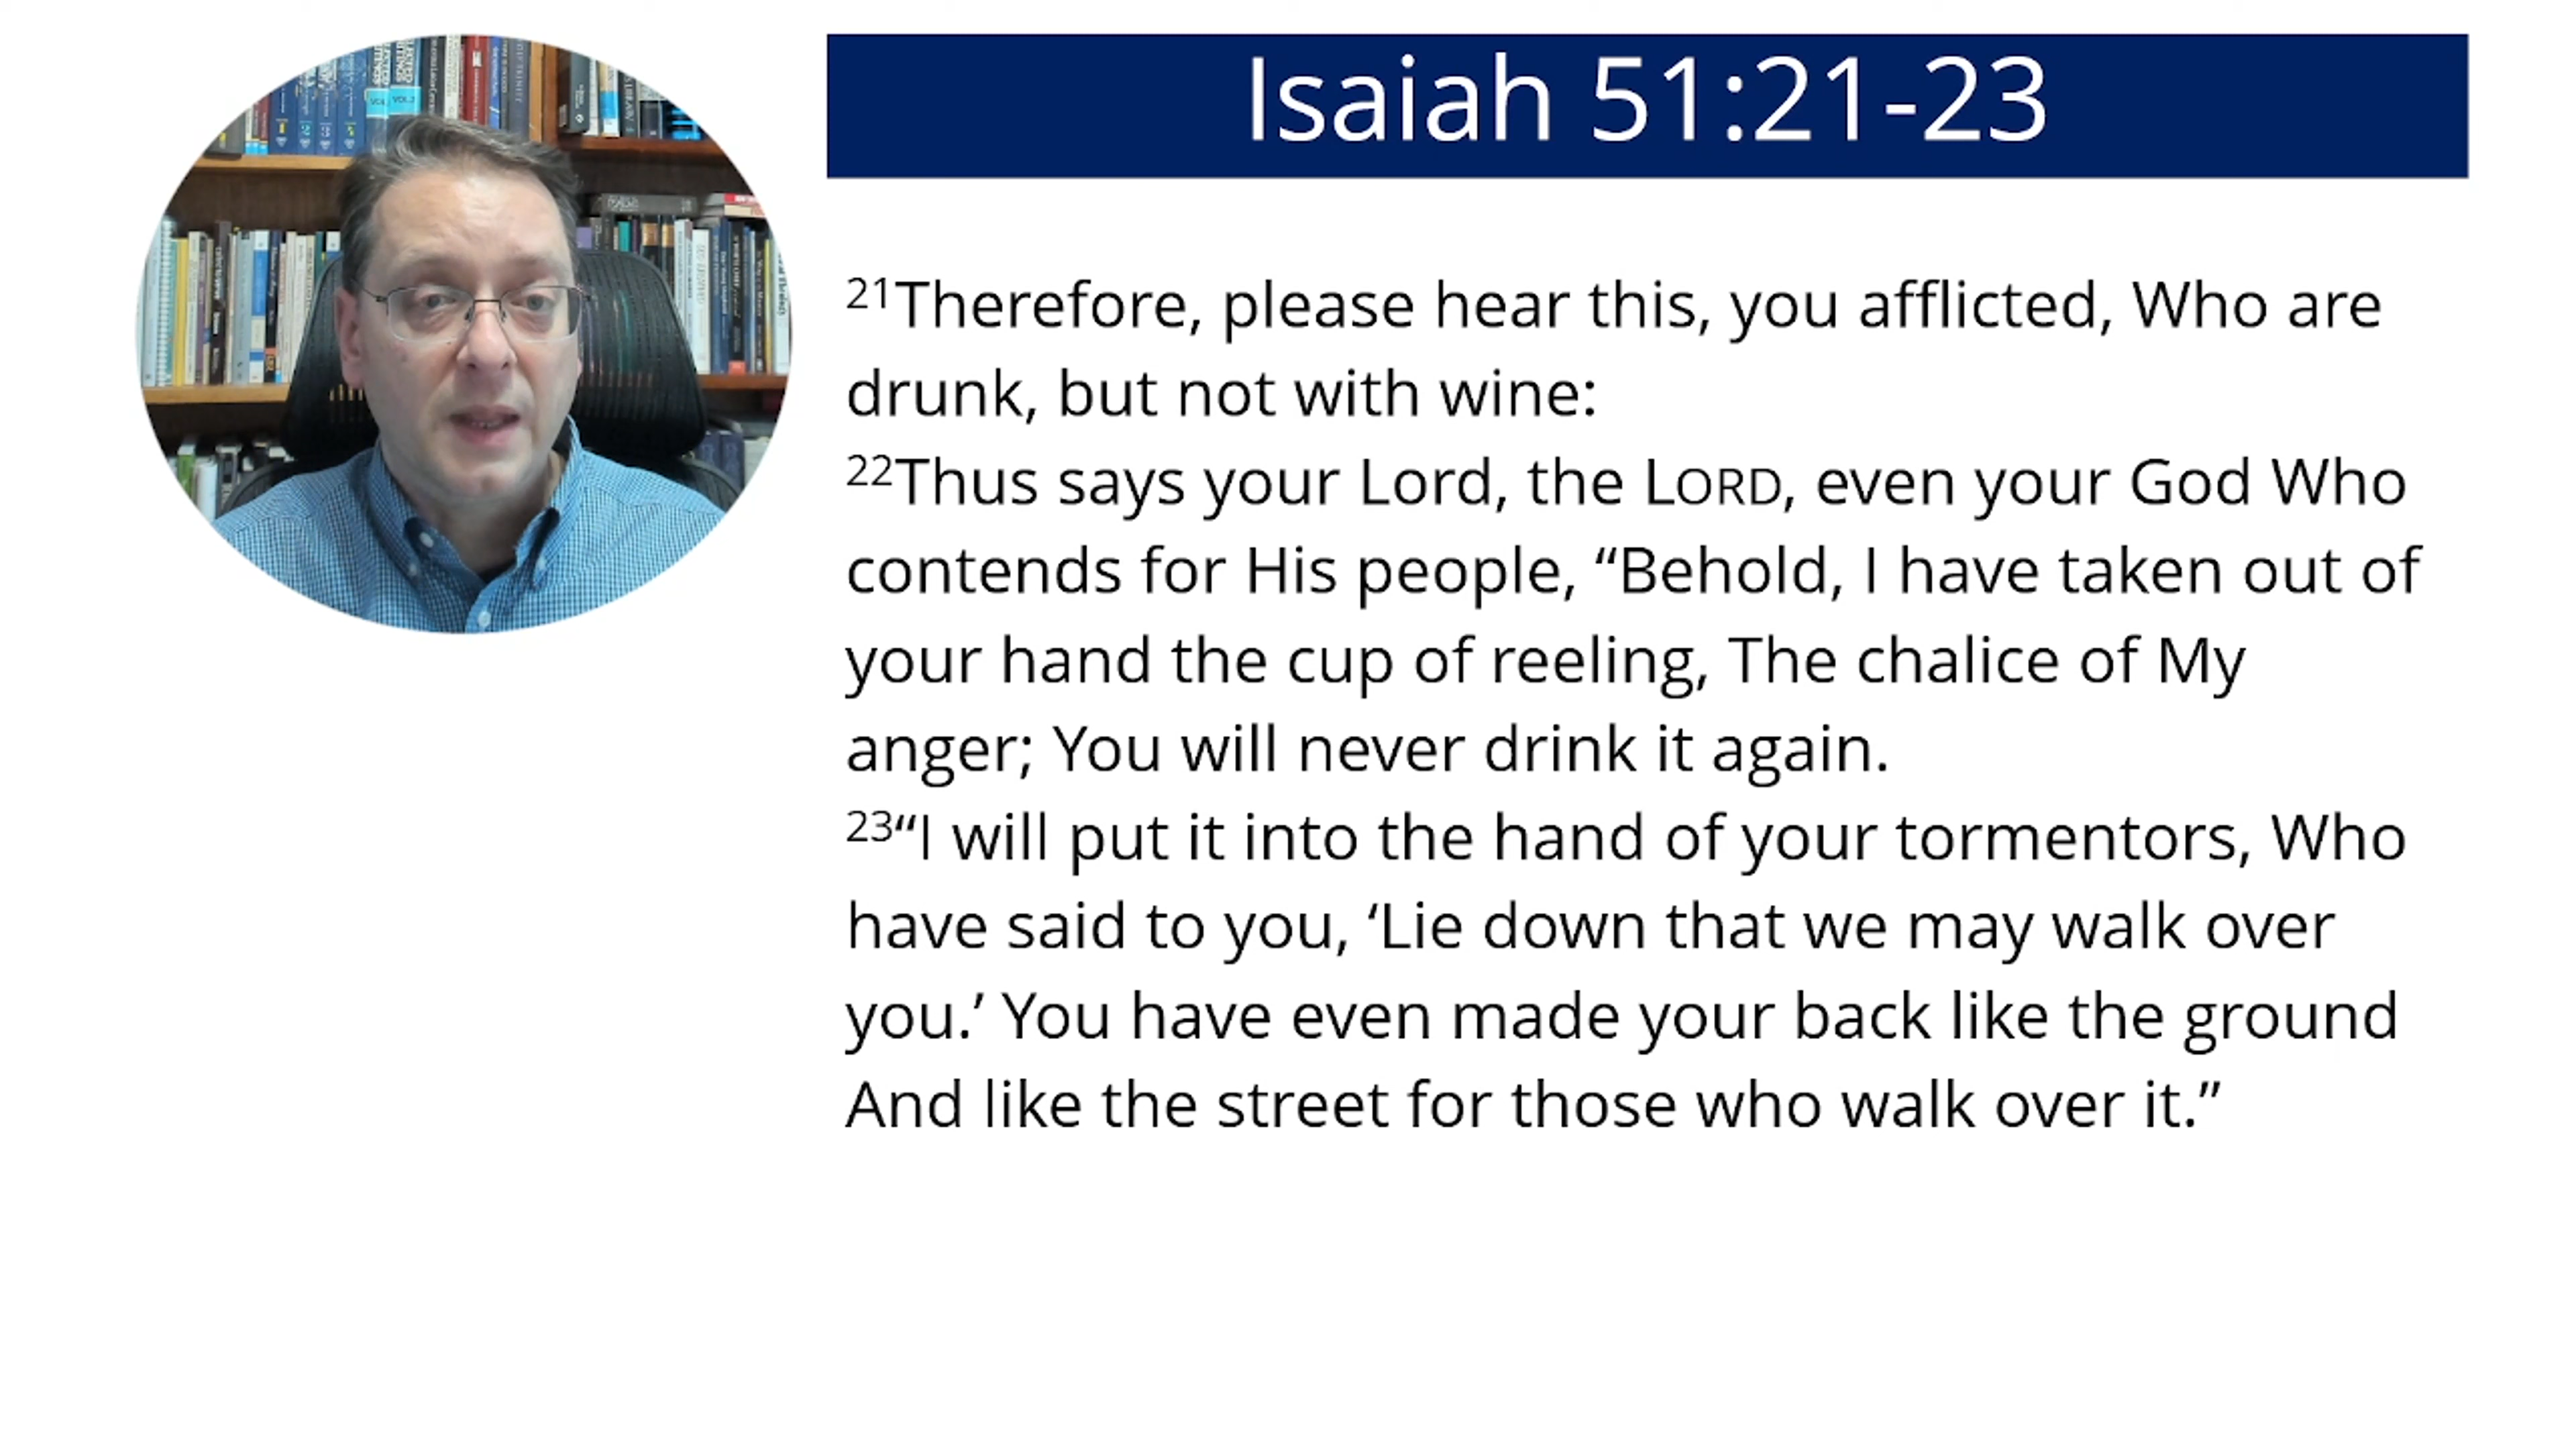 Isaiah 51:21-23
21Therefore, please hear this, you afflicted, Who are
drunk, but not with wine:
22Thus says your Lord, the LORD, even your God Who
contends for His people, “Behold, I have taken out of
your hand the cup of reeling, The chalice of My
anger; You will never drink it again.
23“I will put it into the hand of your tormentors, Who
have said to you, ‘Lie down that we may walk over
you.’ You have even made your back like the ground
And like the street for those who walk over it.”